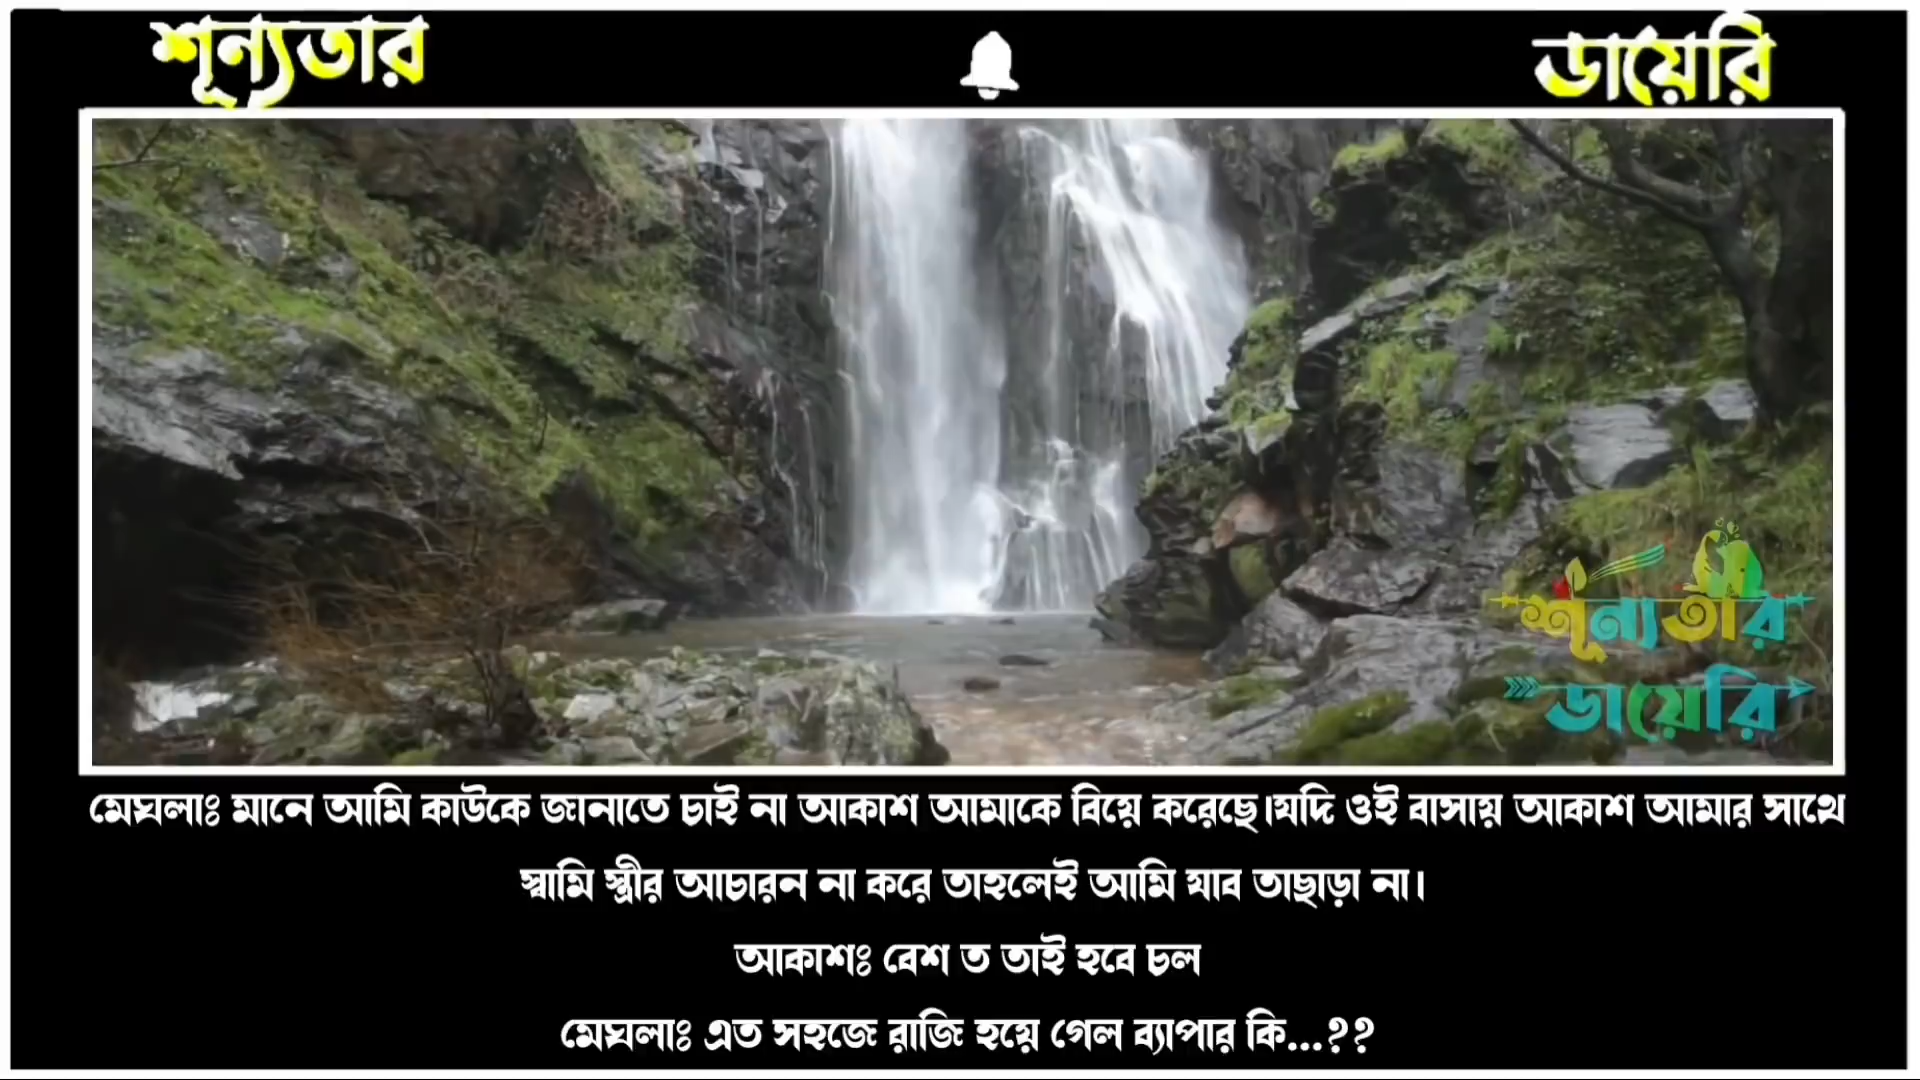 শূন্যতার
ডায়েরি
শূন্যতার
ডায়েরি
মেঘলাঃ মানে আমি কাউকে জানাতে চাই না আকাশ আমাকে বিয়ে করেছে।যদি ওই বাসায় আকাশ আমার সাথে
স্বামি স্ত্রীর আচারন না করে তাহলেই আমি যাব তাছাড়া না।
আকাশঃ বেশ ত তাই হবে চল
মেঘলাঃ এত সহজে রাজি হয়ে গেল ব্যাপার কি...??